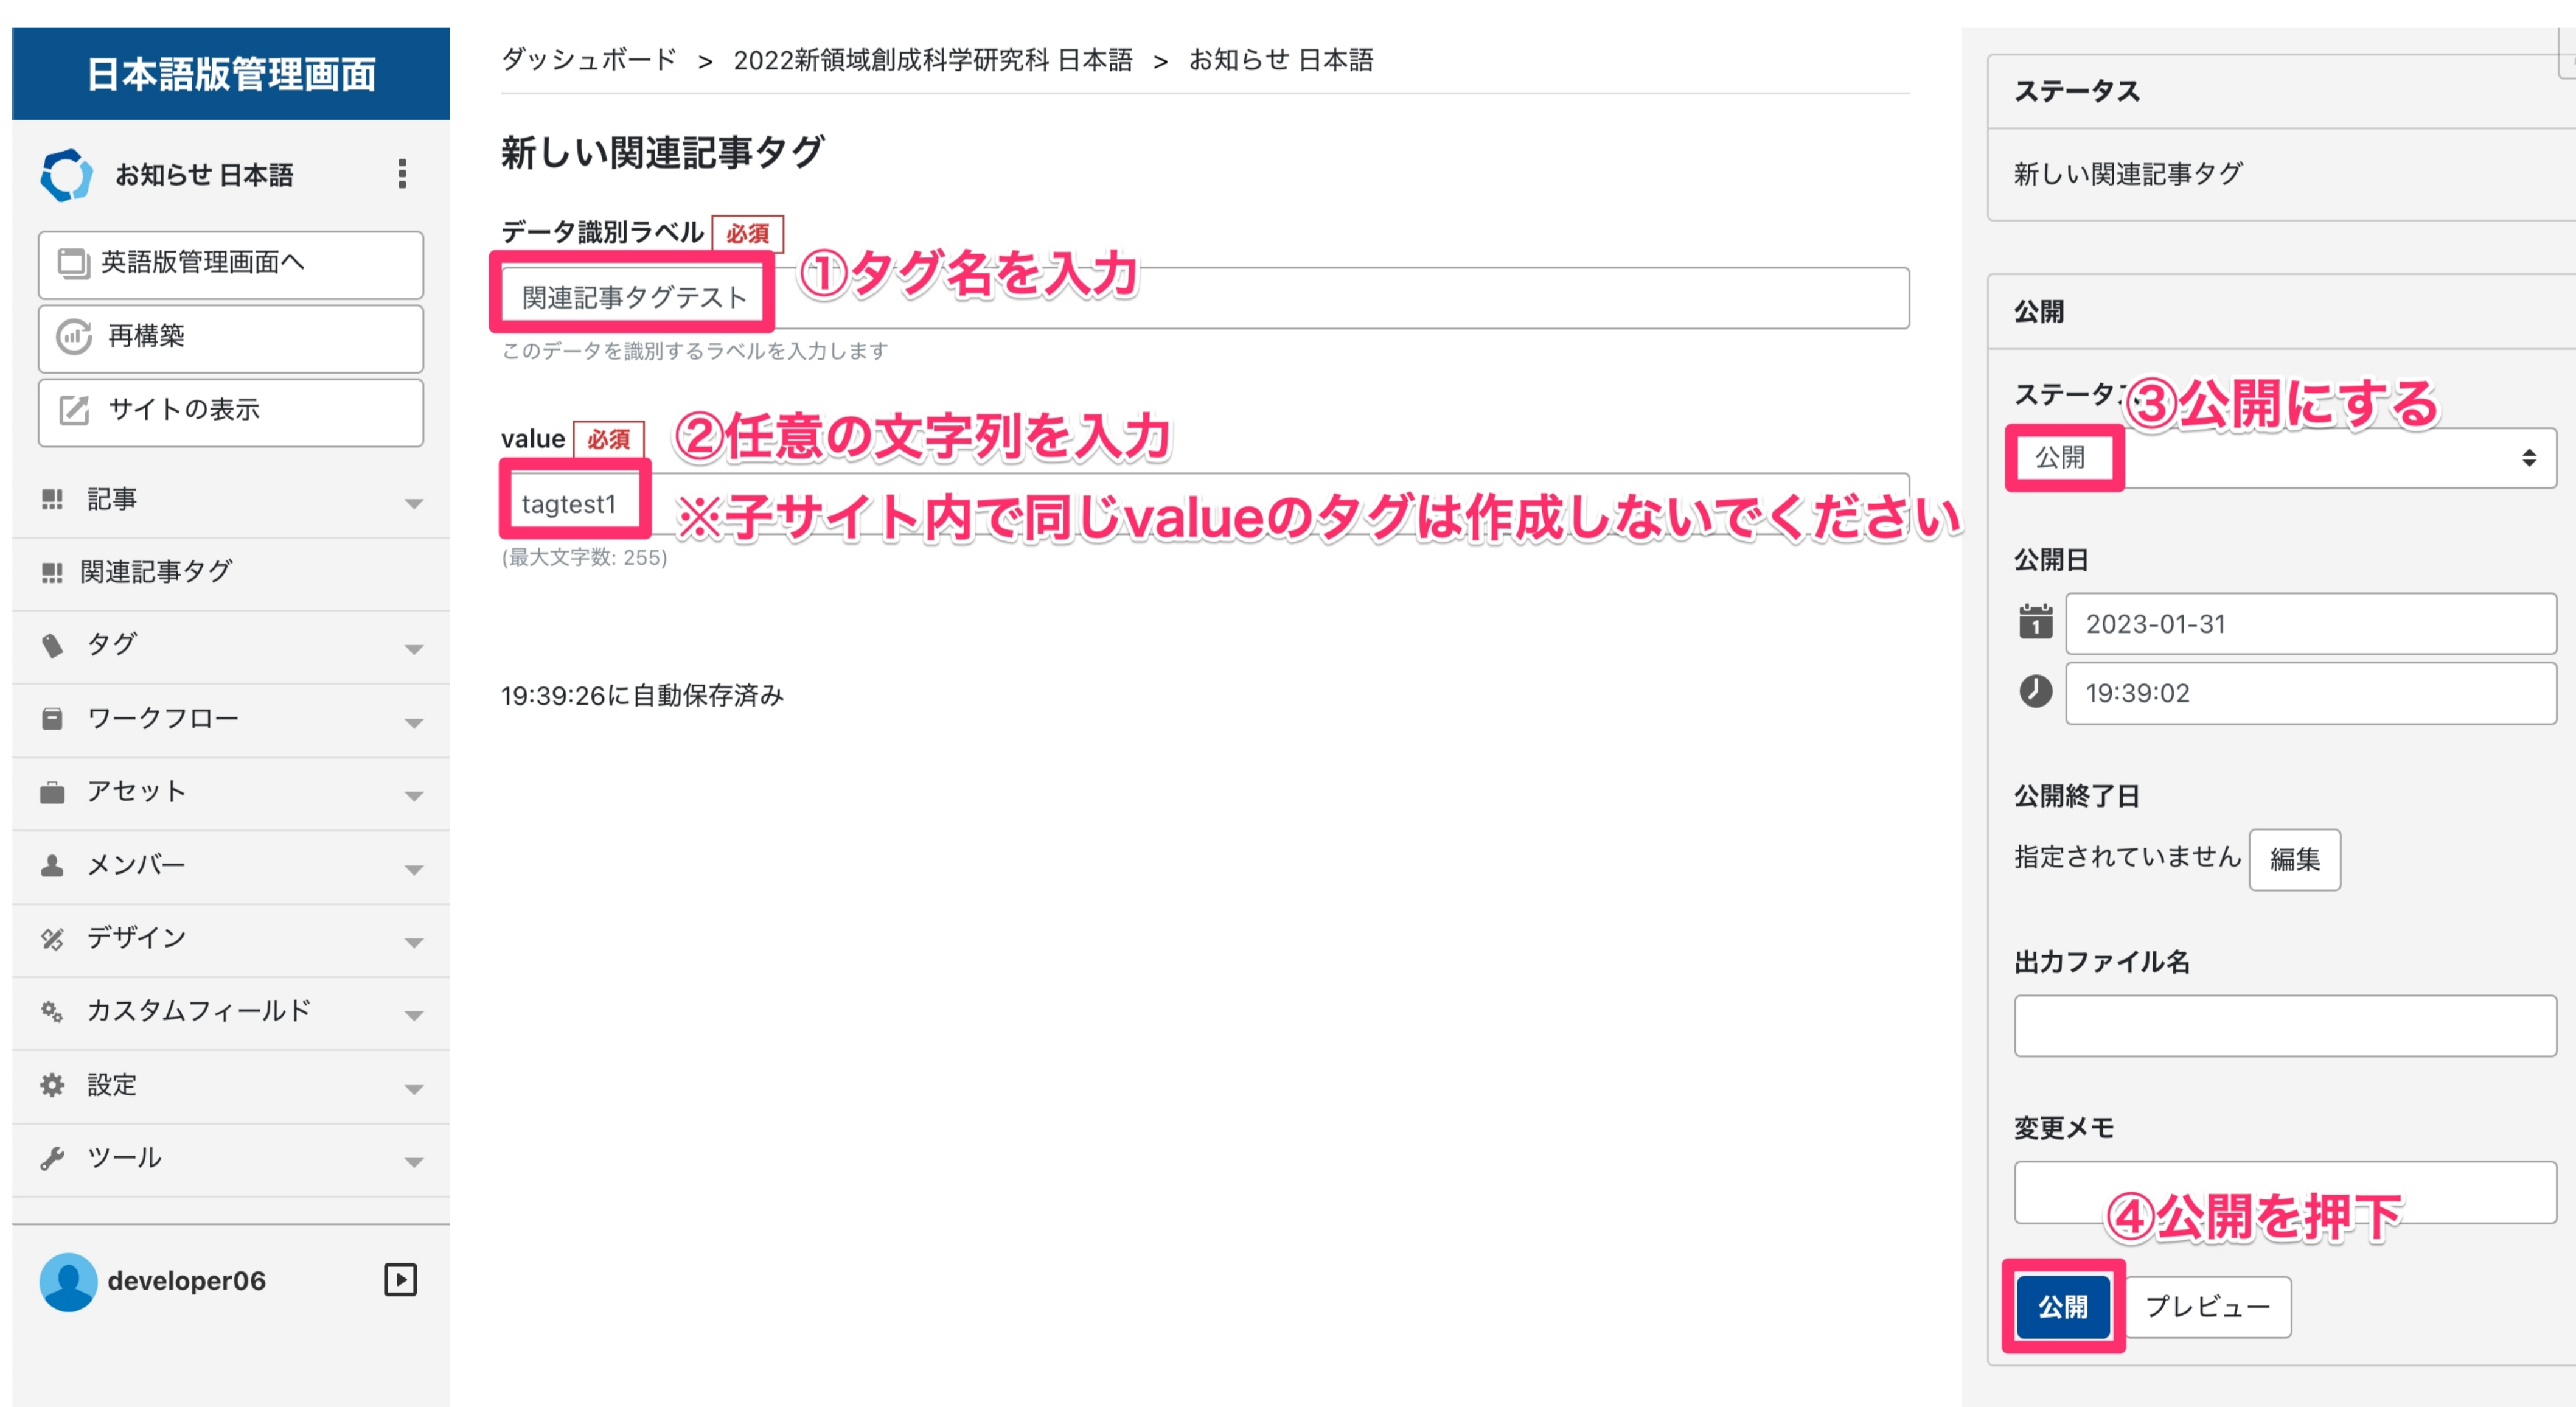 日本語版管理画面
お知らせ 日本語
英語版管理画面へ
再構築
サイトの表示
記事
関連記事タグ
タグ
ワークフロー
アセット
メンバー
デザイン
カスタムフィールド
設定
ツール
developer06
ダッシュボード > 2022新領域創成科学研究科 日本語 > お知らせ 日本語
新しい関連記事タグ
データ識別ラベル 必須
①タグ名を入力
関連記事タグテスト
このデータを識別するラベルを入力します
value 必須 ②任意の文字列を入力
tagtest1 ※子サイト内で同じvalueのタグは作成しないでください
(最大文字数: 255)
19:39:26に自動保存済み
ステータス
新しい関連記事タグ
公開
ステータス ③公開にする
公開
公開日
1 2023-01-31
19:39:02
公開終了日
指定されていません 編集
出力ファイル名
変更メモ
④公開を押下
公開 プレビュー